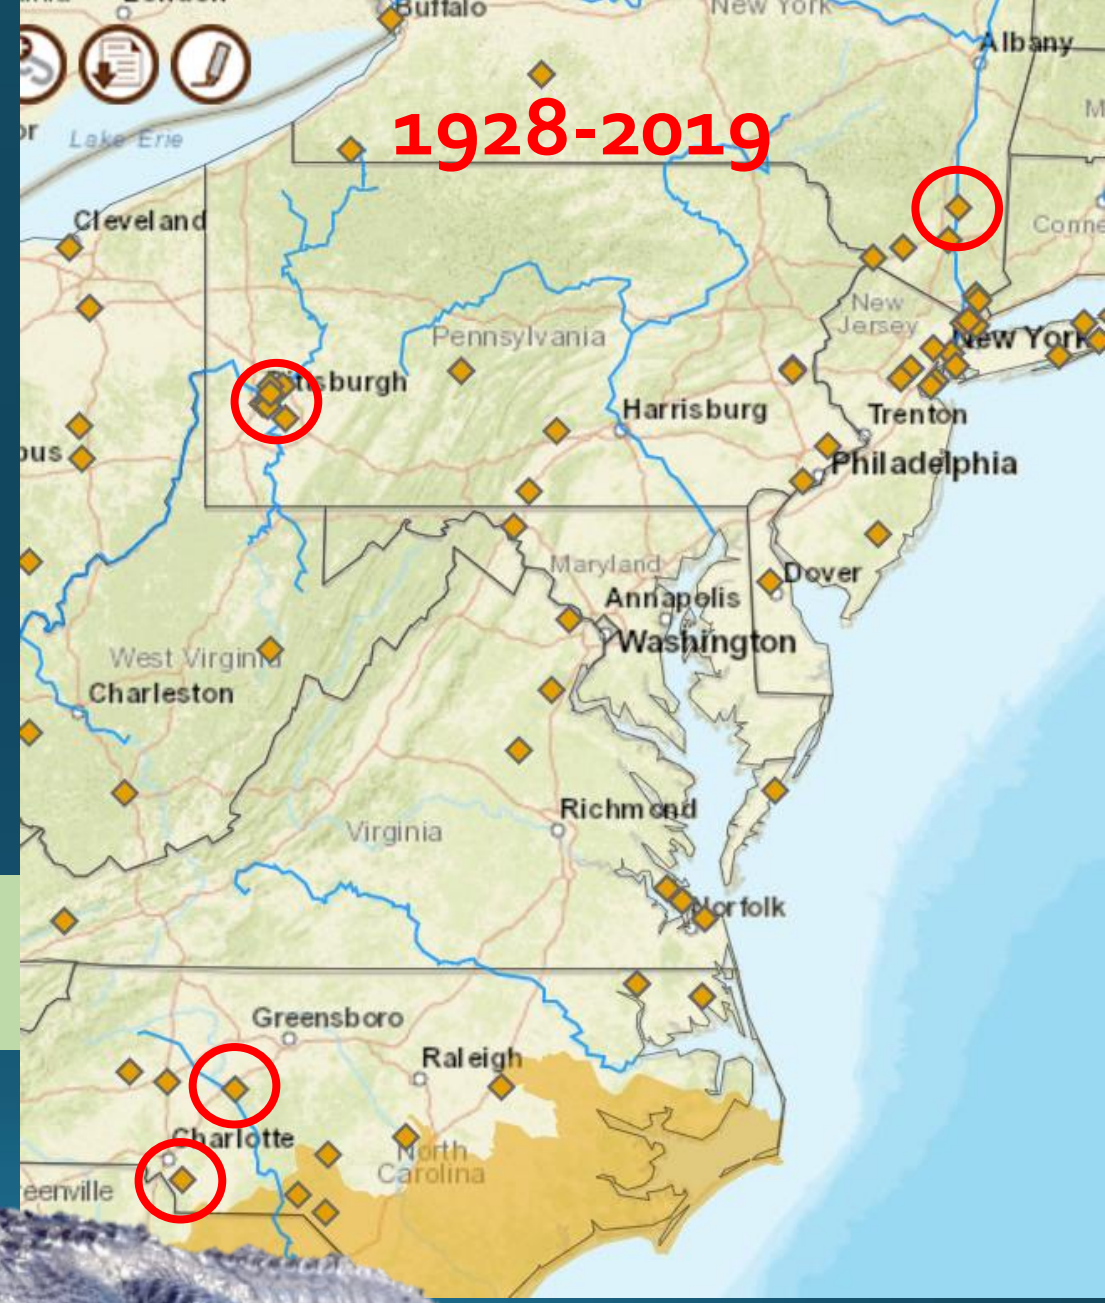 Buffalo
New York
Albany
1928-2019
Lake Erie
Cleveland
Conne
New
Jersey
New York
Pennsylvania
Pittsburgh
Harrisburg
Trenton
Philadelphia
bus
Maryland
Dover
Annapolis
Washington
West Virginia
Charleston
Richmond
Virginia
Norfolk
Greensboro
Raleigh
Charlotte
North
Carolina
eenville